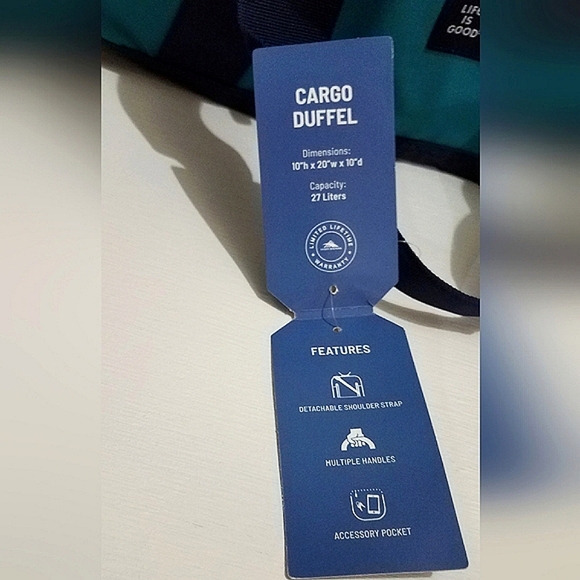 LIFE
IS
GOOD
CARGO
DUFFEL
Dimensions:
10"h x 20"w x 10"d
Capacity:
27 Liters
LIMITED LIFETIME
WARRANTY
FEATURES
DETACHABLE SHOULDER STRAP
MULTIPLE HANDLES
ACCESSORY POCKET